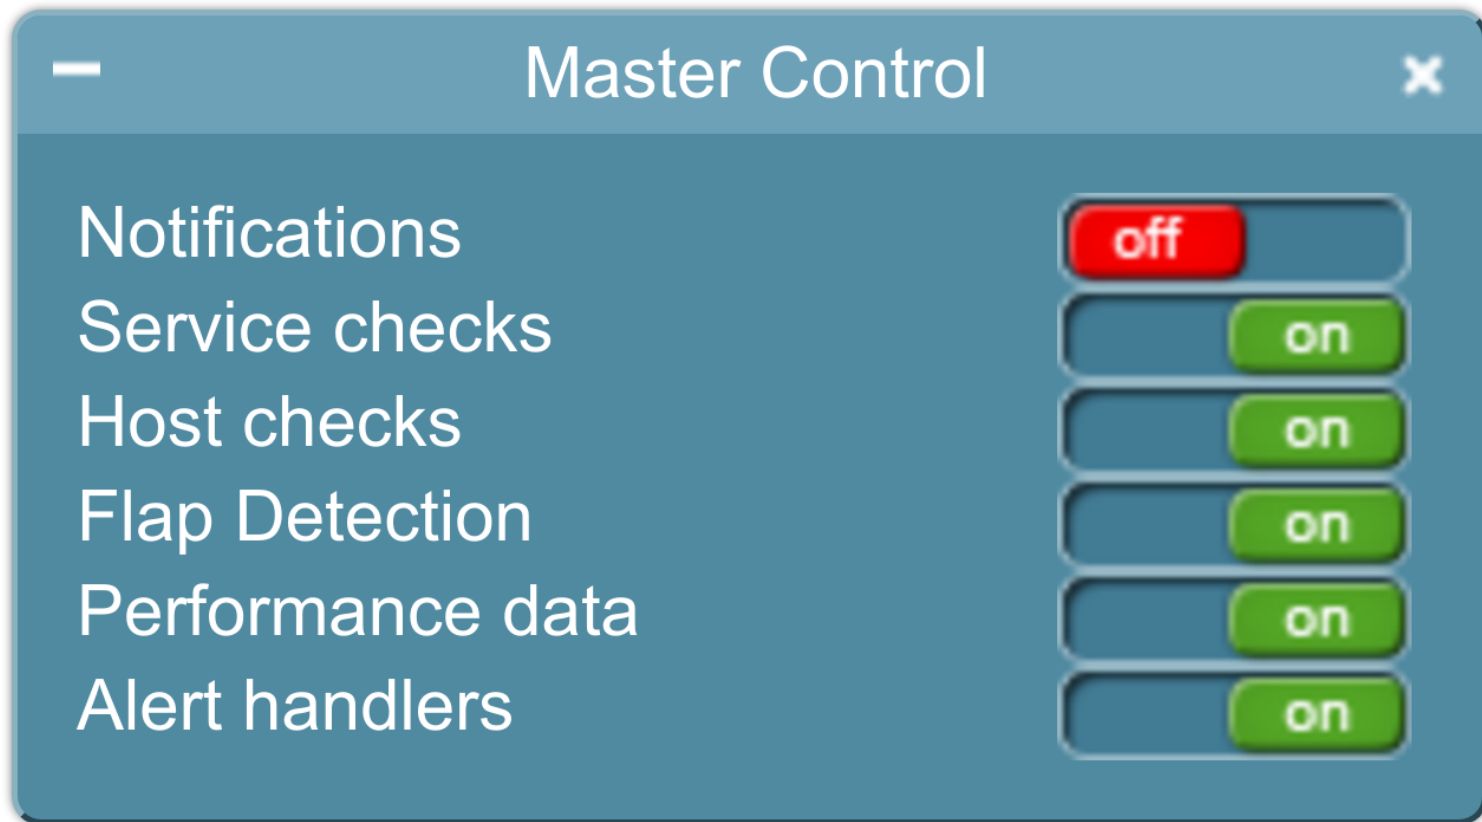 Master Control
Notifications off
Service checks on
Host checks on
Flap Detection on
Performance data on
Alert handlers on